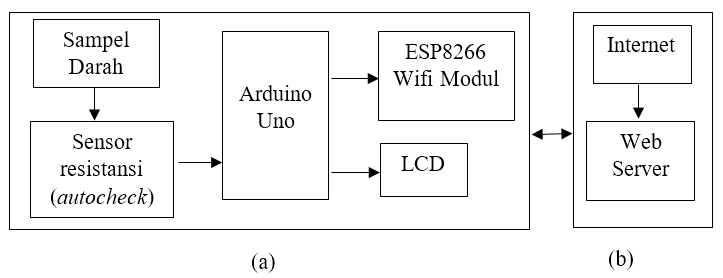 Sampel
Darah
Sensor
resistansi
(autocheck)
Arduino
Uno
ESP8266
Wifi Modul
LCD
Internet
Web
Server
(a)
(b)